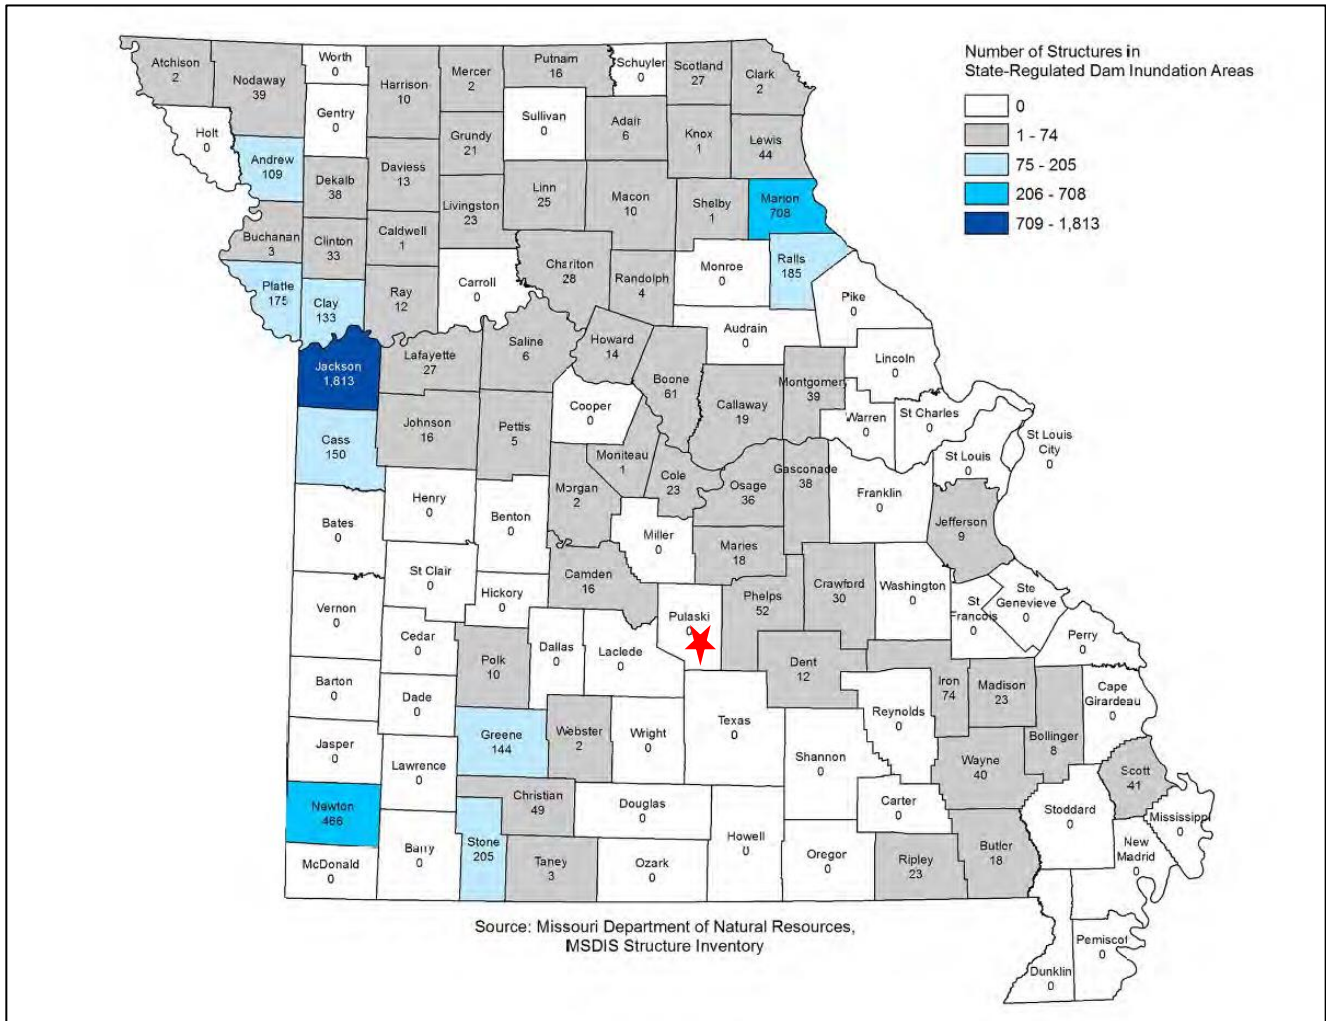 Number of Structures in
State-Regulated Dam Inundation Areas
0
1 - 74
75 - 205
206 - 708
709 - 1,813
Atchison
2
Nodaway
39
Worth
0
Gentry
0
Harrison
10
Mercer
2
Putnam
16
Schuyler
0
Scotland
27
Clark
2
Holt
0
Andrew
109
Dekalb
38
Daviess
13
Grundy
21
Sullivan
0
Adair
6
Knox
1
Lewis
44
Buchanan
3
Clinton
33
Caldwell
1
Livingston
23
Linn
25
Macon
10
Shelby
1
Marion
708
Platte
175
Clay
133
Ray
12
Carroll
0
Chariton
28
Randolph
4
Monroe
0
Ralls
185
Pike
0
Audrain
0
Jackson
1,813
Lafayette
27
Saline
6
Howard
14
Boone
61
Callaway
19
Montgomery
39
Lincoln
0
Warren
0
St Charles
0
St Louis
City
0
St Louis
0
Cass
150
Johnson
16
Pettis
5
Cooper
0
Moniteau
1
Cole
23
Osage
36
Gasconade
38
Franklin
0
Jefferson
9
Bates
0
Henry
0
Benton
0
Morgan
2
Miller
0
Maries
18
Crawford
30
Washington
0
St
Francois
0
Ste
Genevieve
0
Perry
0
Vernon
0
St Clair
0
Hickory
0
Camden
16
Pulaski
0
Phelps
52
Cedar
0
Polk
10
Dallas
0
Laclede
0
Dent
12
Iron
74
Madison
23
Cape
Girardeau
0
Barton
0
Dade
0
Greene
144
Webster
2
Wright
0
Texas
0
Reynolds
0
Bollinger
8
Jasper
0
Lawrence
0
Shannon
0
Wayne
40
Scott
41
Newton
466
Christian
49
Douglas
0
Carter
0
Stoddard
0
Mississippi
0
McDonald
0
Barry
0
Stone
205
Taney
3
Ozark
0
Howell
0
Oregon
0
Ripley
23
Butler
18
New
Madrid
0
Pemiscot
0
Dunklin
0
Source: Missouri Department of Natural Resources,
MSDIS Structure Inventory